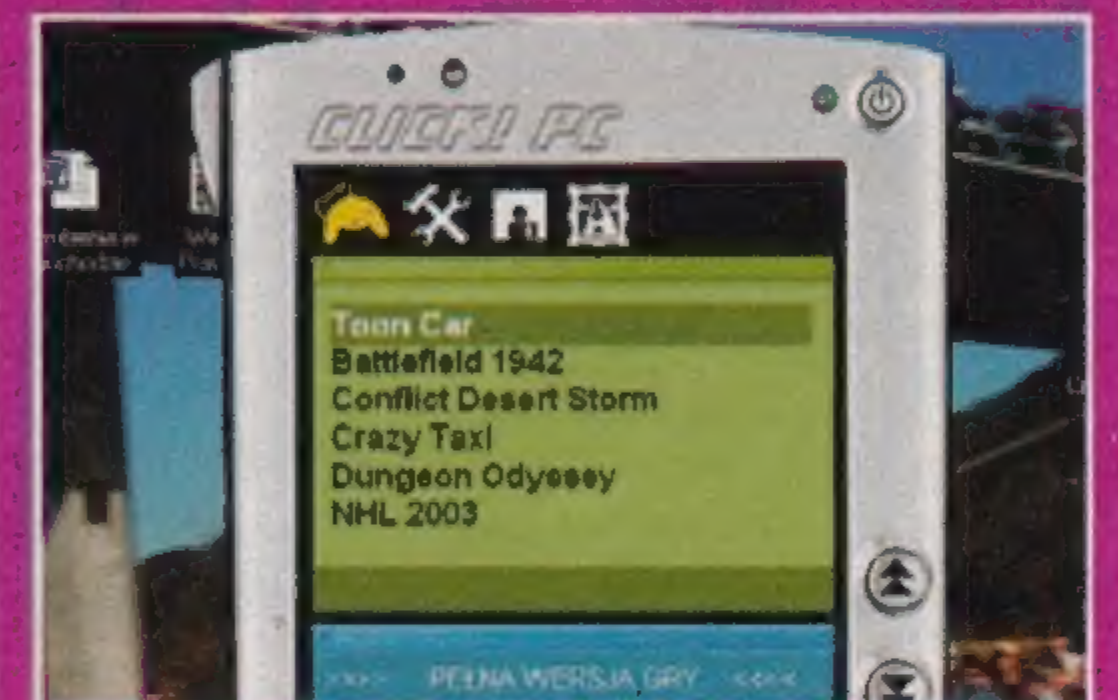 CLICK! PC
Toon Car
Battlefield 1942
Conflict Desert Storm
Crazy Taxi
Dungeon Odyssey
NHL 2003
PEŁNA WERSJA GRY <<<<